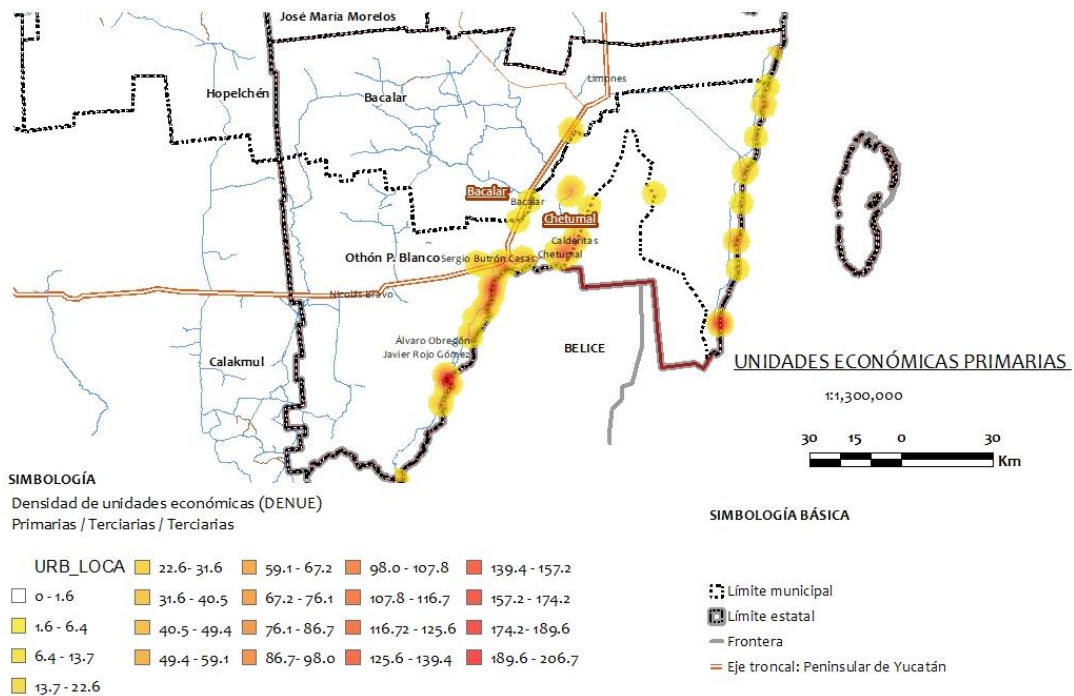 José María Morelos
Limones
Hopelchén
Bacalar
Bacalar
Bacalar
Chetumal
Calderitas
Othón P. Blanco
Sergio Butrón Casas
Chetumal
Nicolás Bravo
Álvaro Obregón
Javier Rojo Gómez
Calakmul
BELICE
UNIDADES ECONÓMICAS PRIMARIAS
1:1,300,000
30 15 0 30
Km
SIMBOLOGÍA
Densidad de unidades económicas (DENUE)
Primarias / Terciarias / Terciarias
URB_LOCA
0 - 1.6
1.6 - 6.4
6.4 - 13.7
13.7 - 22.6
22.6 - 31.6
31.6 - 40.5
40.5 - 49.4
49.4 - 59.1
59.1 - 67.2
67.2 - 76.1
76.1 - 86.7
86.7 - 98.0
98.0 - 107.8
107.8 - 116.7
116.72 - 125.6
125.6 - 139.4
139.4 - 157.2
157.2 - 174.2
174.2 - 189.6
189.6 - 206.7
SIMBOLOGÍA BÁSICA
Límite municipal
Límite estatal
Frontera
Eje troncal: Peninsular de Yucatán